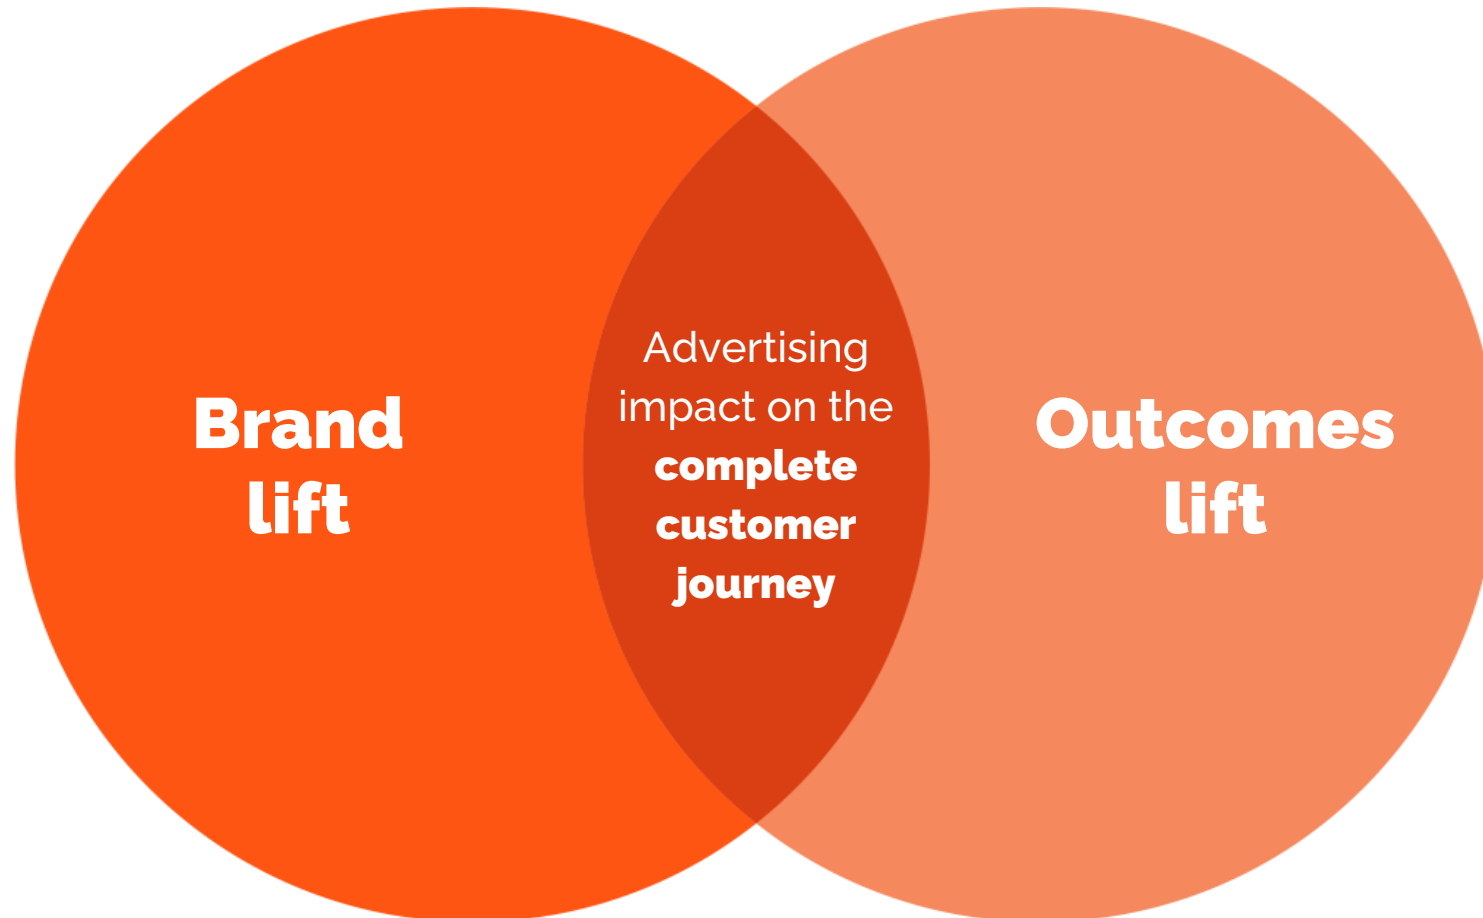 Brand
lift
Advertising
impact on the
complete
customer
journey
Outcomes
lift